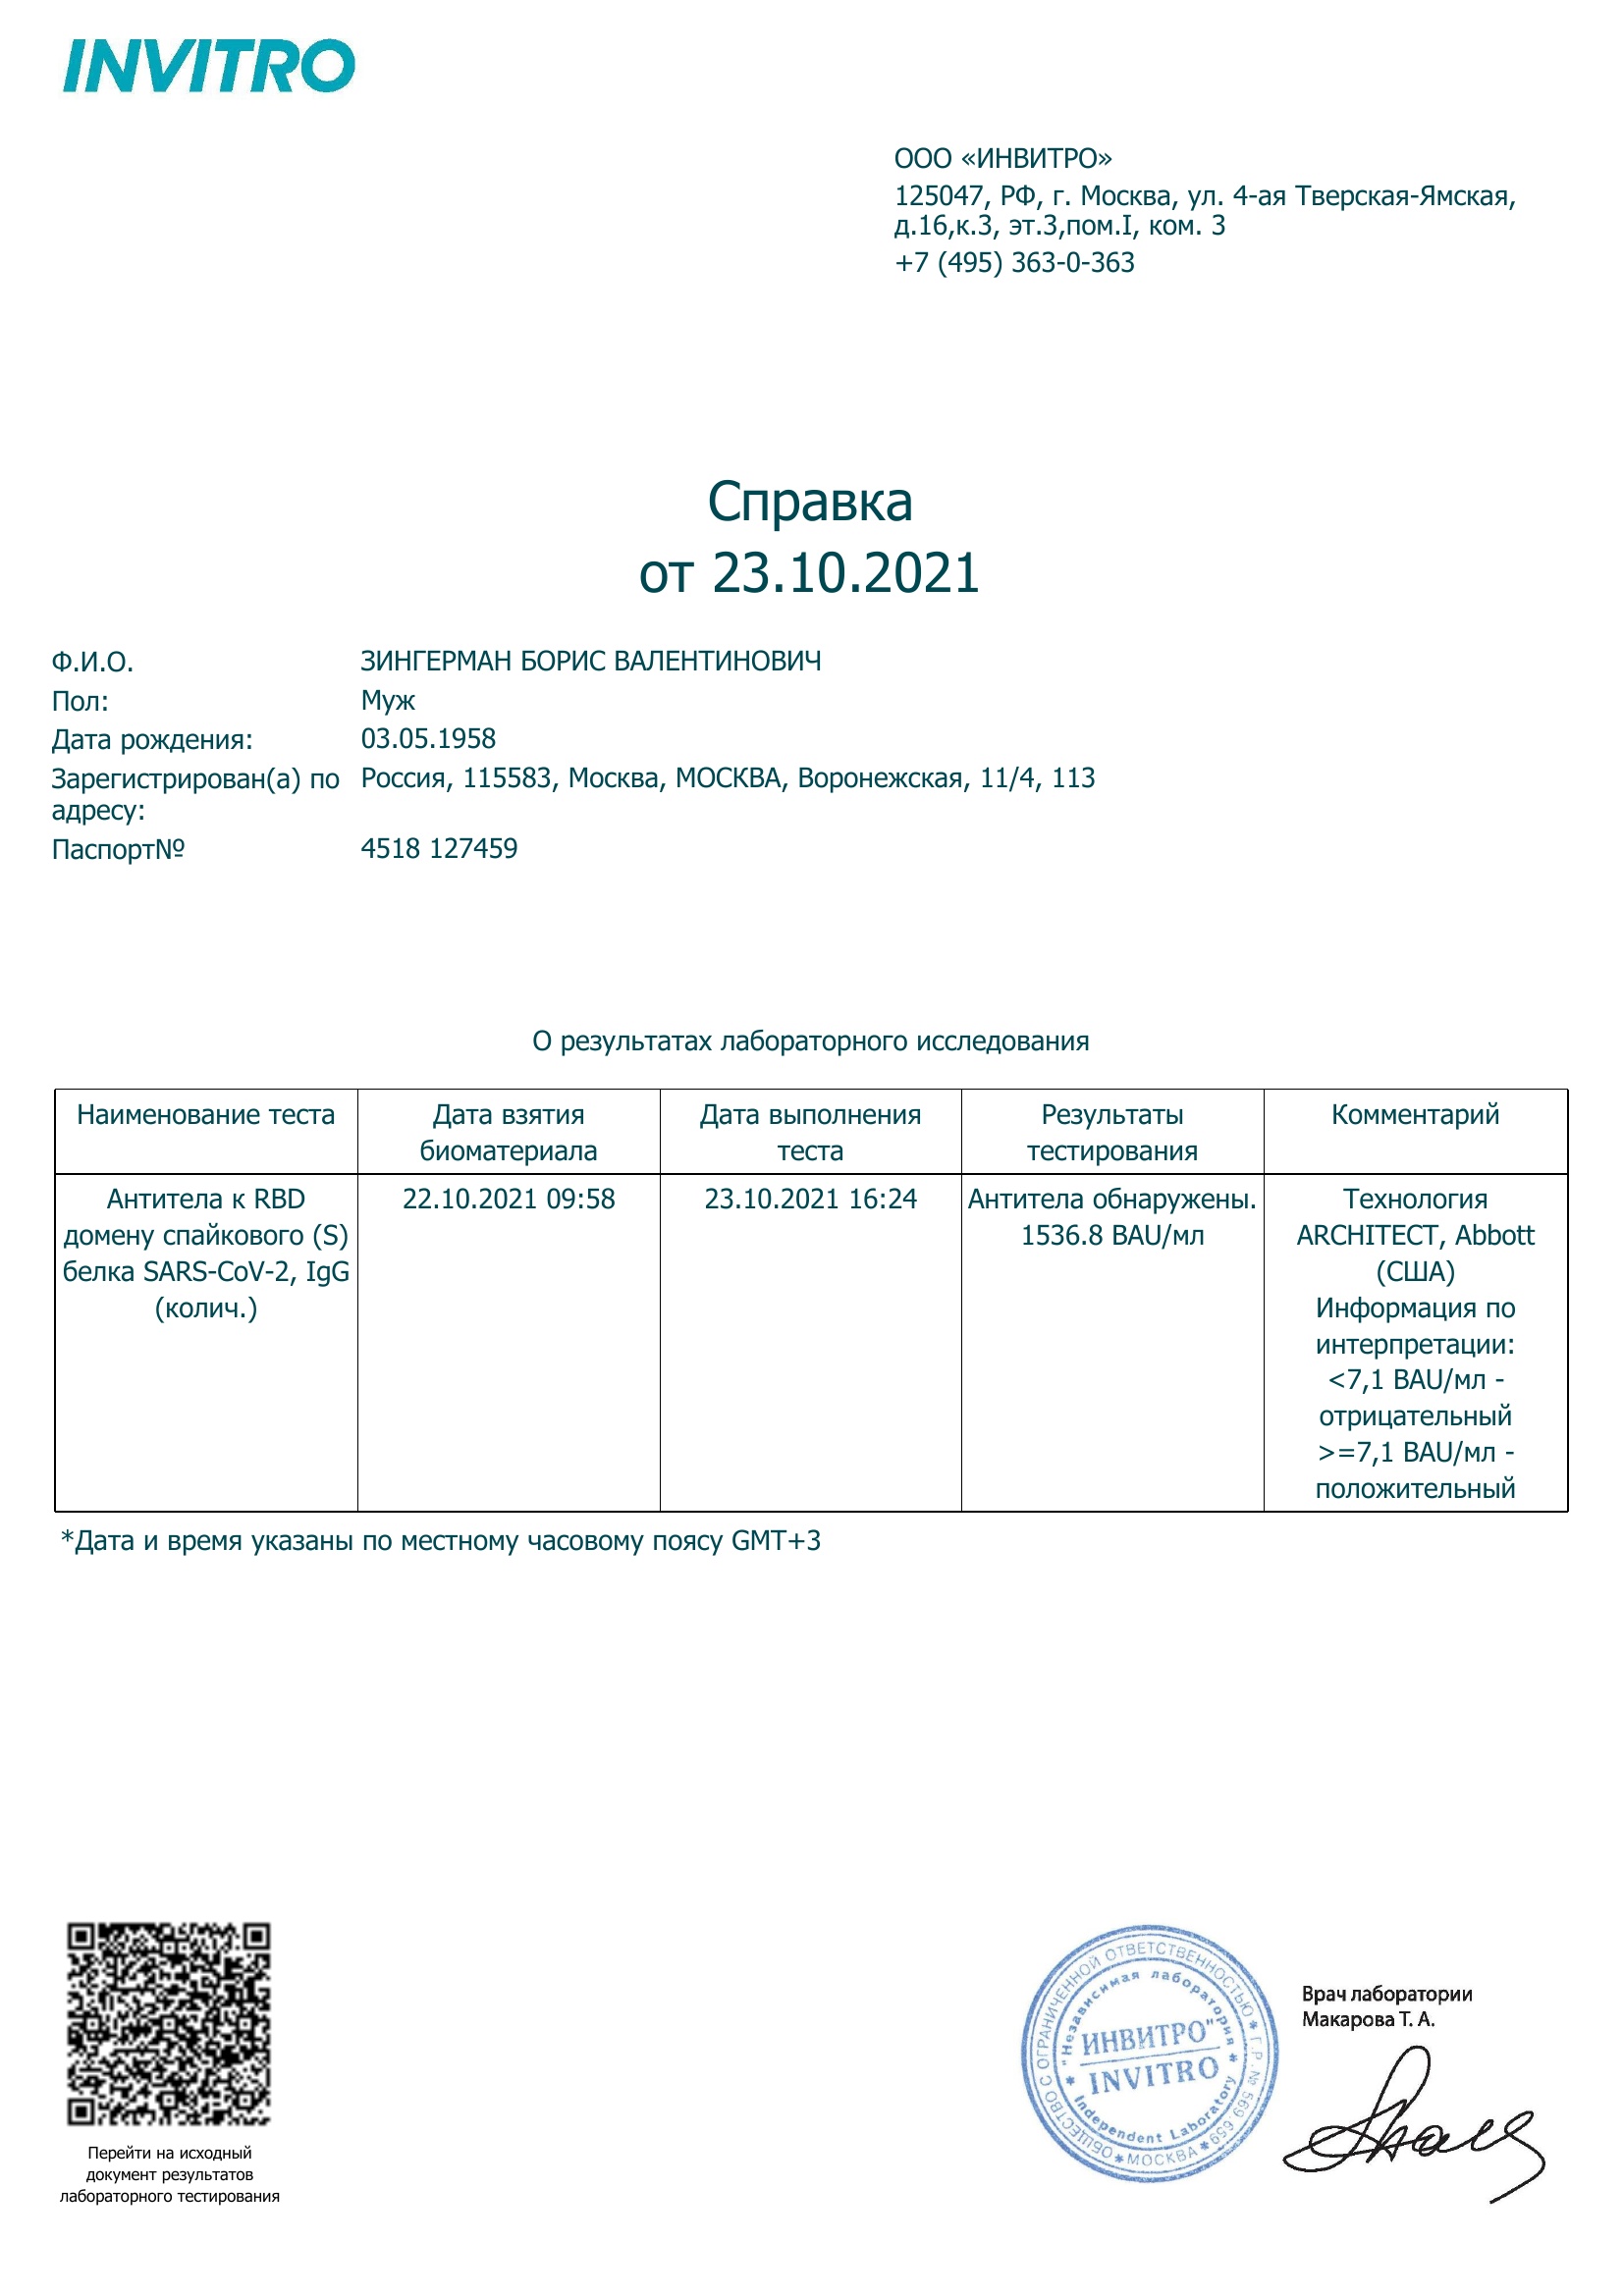 INVITRO
ООО «ИНВИТРО»
125047, РФ, г. Москва, ул. 4-ая Тверская-Ямская,
д.16,к.3, эт.3,пом.I, ком. 3
+7 (495) 363-0-363
Справка
от 23.10.2021
Ф.И.О. ЗИНГЕРМАН БОРИС ВАЛЕНТИНОВИЧ
Пол: Муж
Дата рождения: 03.05.1958
Зарегистрирован(а) по Россия, 115583, Москва, МОСКВА, Воронежская, 11/4, 113
адресу:
Паспорт№ 4518 127459
О результатах лабораторного исследования
Наименование теста
Дата взятия
биоматериала
Дата выполнения
теста
Результаты
тестирования
Комментарий
Антитела к RBD
домену спайкового (S)
белка SARS-CoV-2, IgG
(колич.)
22.10.2021 09:58
23.10.2021 16:24
Антитела обнаружены.
1536.8 BAU/мл
Технология
ARCHITECT, Abbott
(США)
Информация по
интерпретации:
<7,1 BAU/мл -
отрицательный
>=7,1 BAU/мл -
положительный
*Дата и время указаны по местному часовому поясу GMT+3
Перейти на исходный
документ результатов
лабораторного тестирования
ОБЩЕСТВО С ОГРАНИЧЕННОЙ ОТВЕТСТВЕННОСТЬЮ * Г.Р. № 569 659 * МОСКВА *
"Независимая лаборатория
ИНВИТРО"
INVITRO
Independent Laboratory
Врач лаборатории
Макарова Т. А.